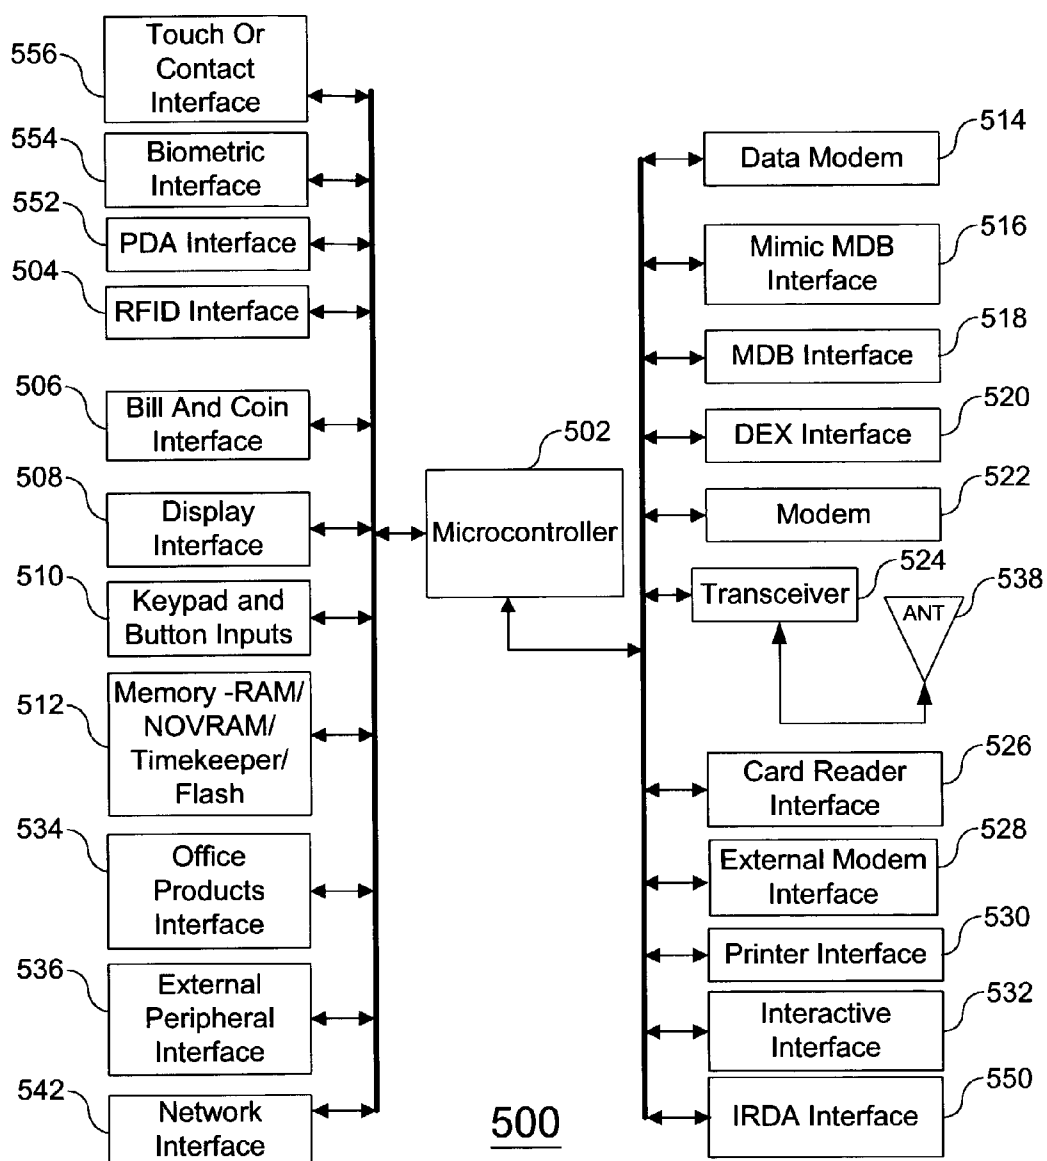 556
Touch Or
Contact
Interface
554
Biometric
Interface
552
PDA Interface
504
RFID Interface
506
Bill And Coin
Interface
508
Display
Interface
510
Keypad and
Button Inputs
512
Memory -RAM/
NOVRAM/
Timekeeper/
Flash
534
Office
Products
Interface
536
External
Peripheral
Interface
542
Network
Interface
502
Microcontroller
514
Data Modem
516
Mimic MDB
Interface
518
MDB Interface
520
DEX Interface
522
Modem
524
Transceiver
538
ANT
526
Card Reader
Interface
528
External Modem
Interface
530
Printer Interface
532
Interactive
Interface
550
IRDA Interface
500